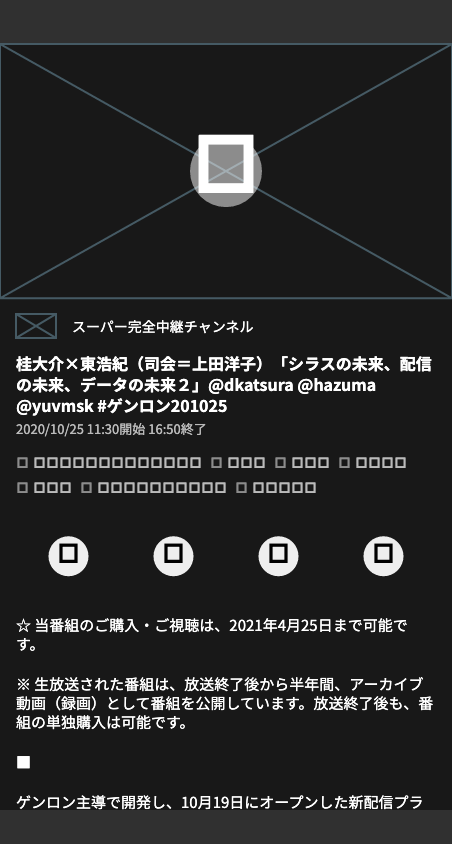 スーパー完全中継チャンネル
桂大介×東浩紀（司会＝上田洋子）「シラスの未来、配信
の未来、データの未来２」@dkatsura @hazuma
@yuvmsk #ゲンロン201025
2020/10/25 11:30開始 16:50終了
☆ 当番組のご購入・ご視聴は、2021年4月25日まで可能で
す。
※ 生放送された番組は、放送終了後から半年間、アーカイブ
動画（録画）として番組を公開しています。放送終了後も、番
組の単独購入は可能です。
■
ゲンロン主導で開発し、10月19日にオープンした新配信プラ